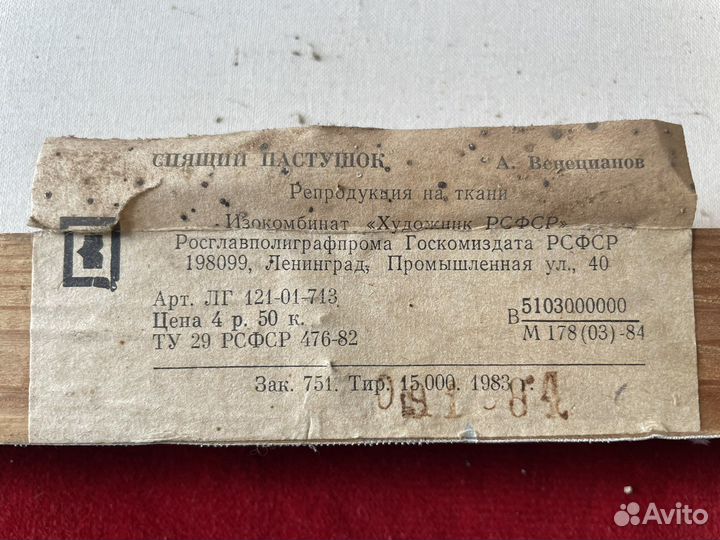 СПЯЩИЙ ПАСТУШОК. А. Венецианов
Репродукция на ткани
Изокомбинат «Художник РСФСР»
Росглавполиграфпрома Госкомиздата РСФСР
198099, Ленинград, Промышленная ул., 40
Арт. ЛГ 121-01-713
Цена 4 р. 50 к.
ТУ 29 РСФСР 476-82
В 5103000000
М 178(03)-84
Зак. 751. Тир. 15.000. 1983 г.
Avito